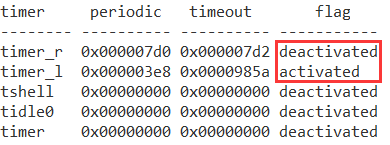 timer periodic timeout flag
-------- ---------- ---------- -----------
timer_r 0x000007d0 0x000007d2 deactivated
timer_l 0x000003e8 0x0000985a activated
tshell 0x00000000 0x00000000 deactivated
tidle0 0x00000000 0x00000000 deactivated
timer 0x00000000 0x00000000 deactivated